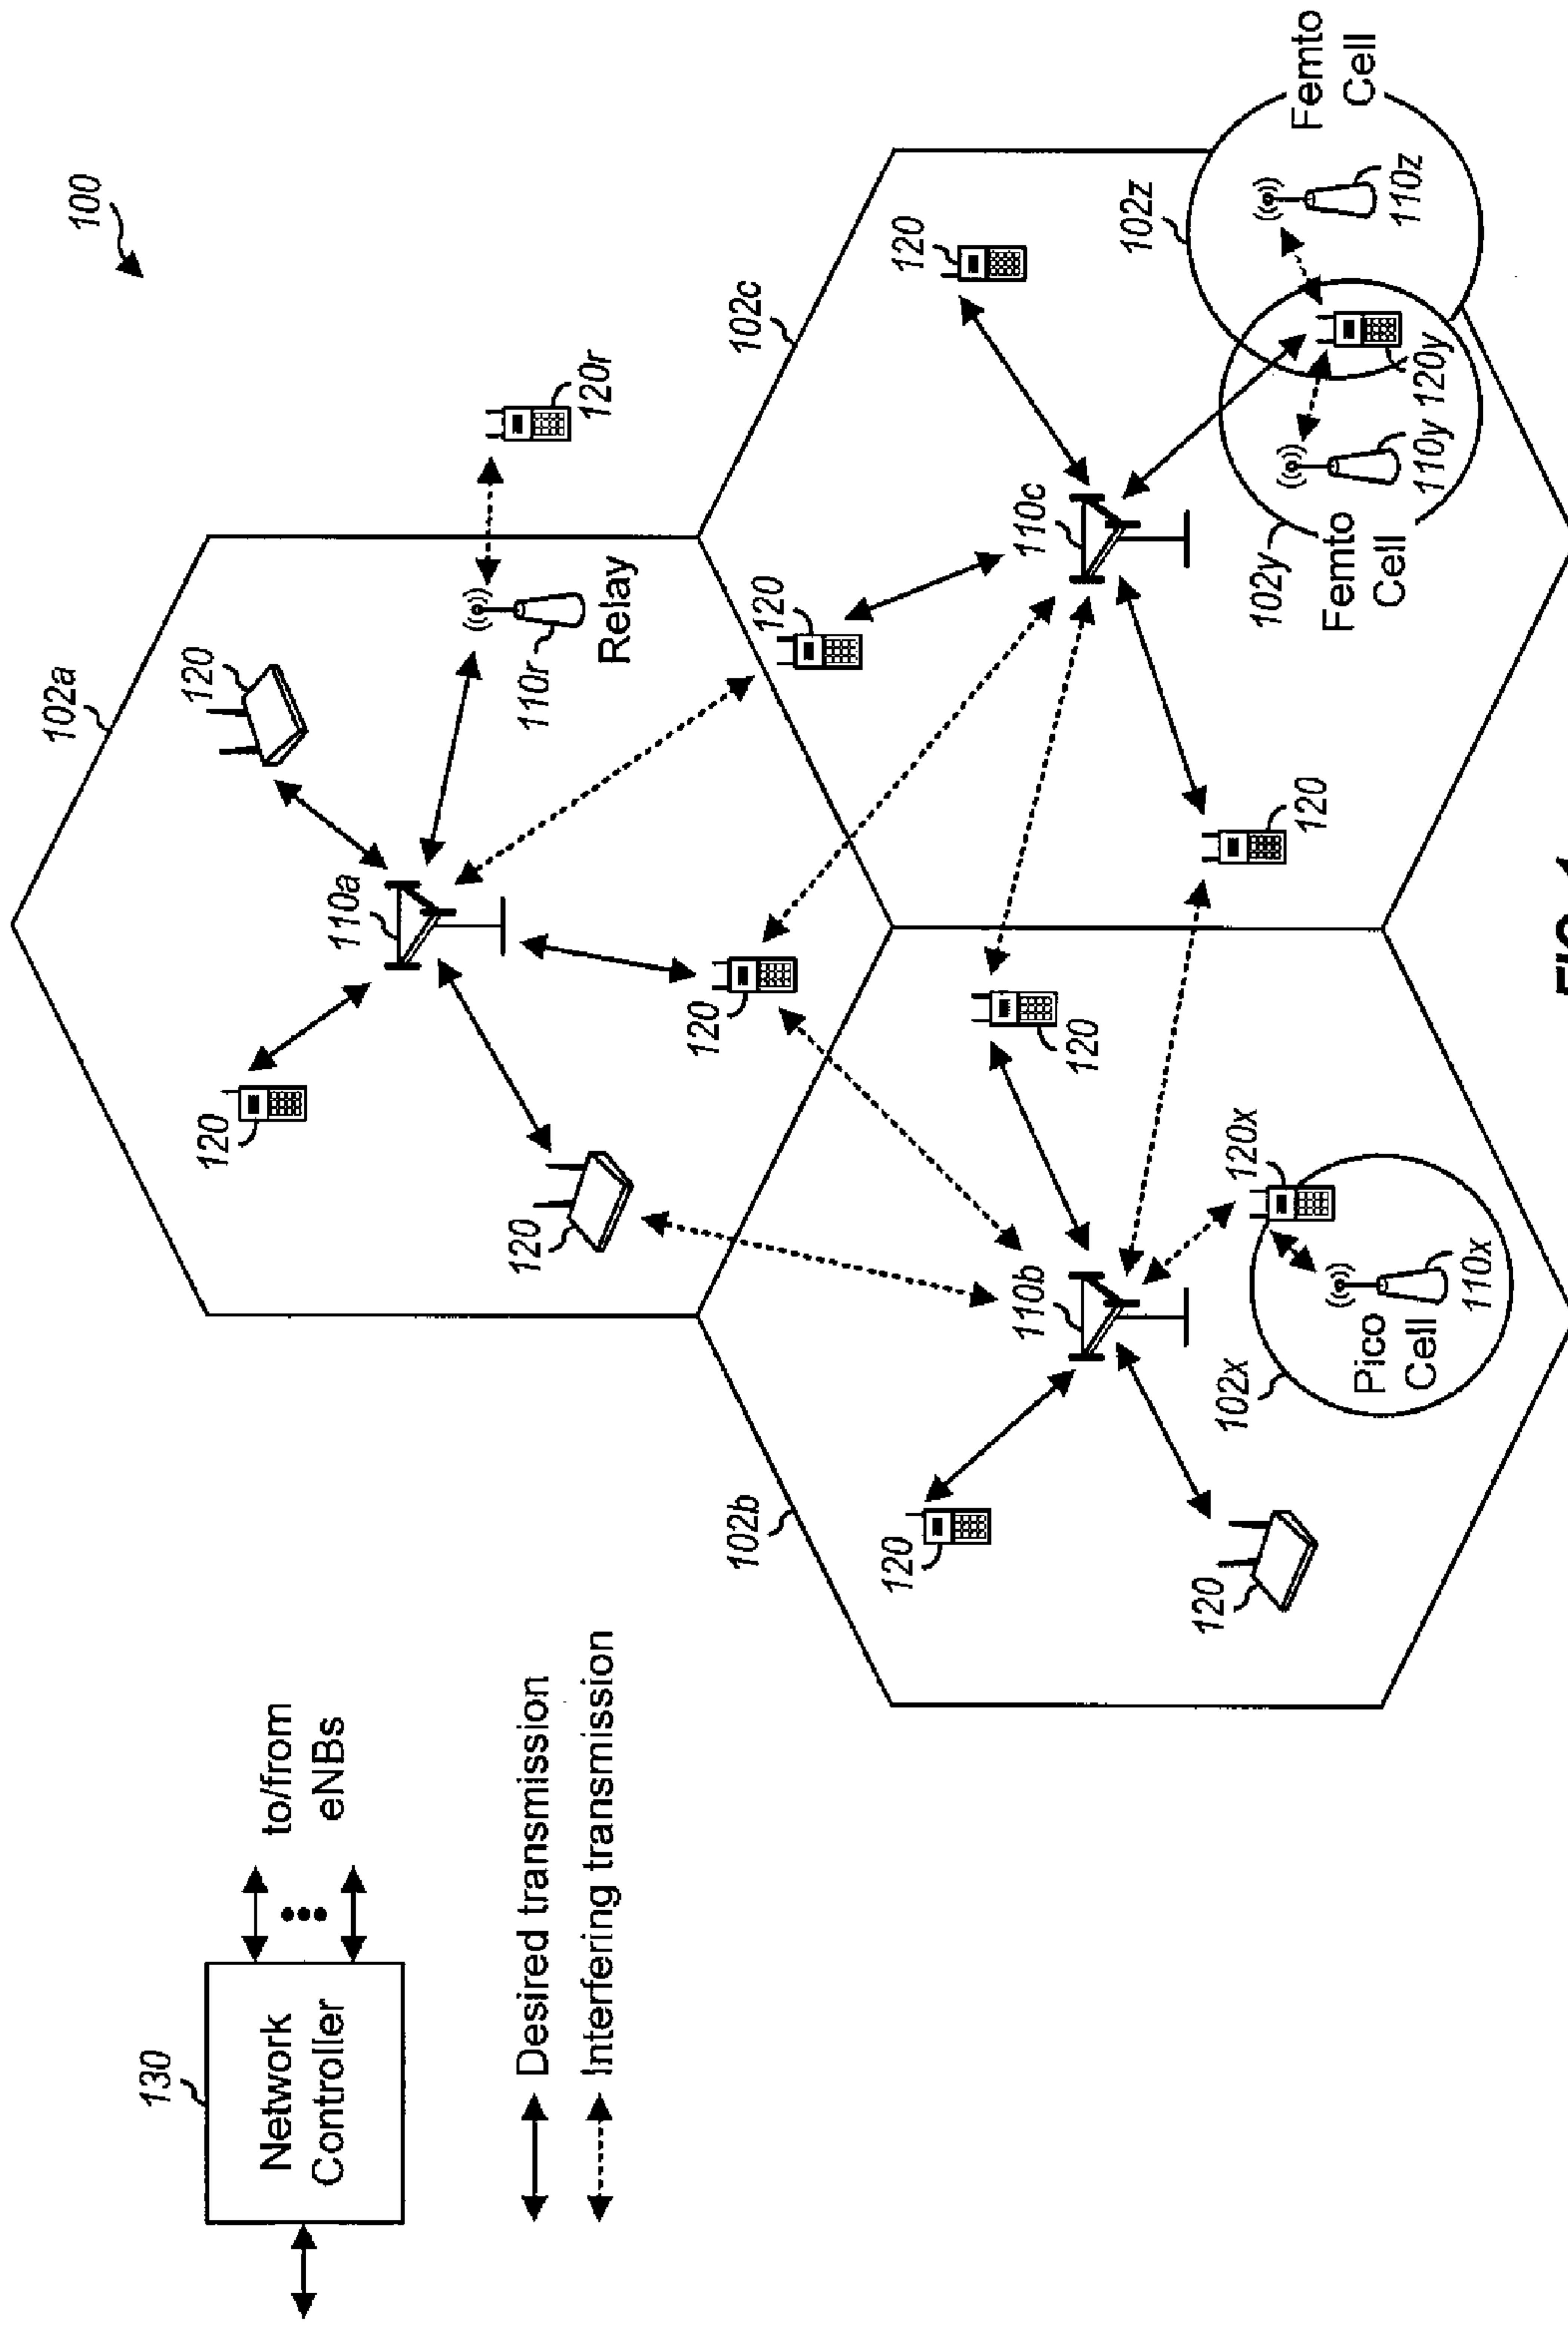 100
130
Network
Controller
to/from
eNBs
Desired transmission
Interfering transmission
102a
120
110a
120
120
120
110r
Relay
120r
102b
120
110b
120
120
102x
Pico
Cell
110x
120x
102c
120
110c
120
120
102y
Femto
Cell
110y
120y
102z
110z
Femto
Cell